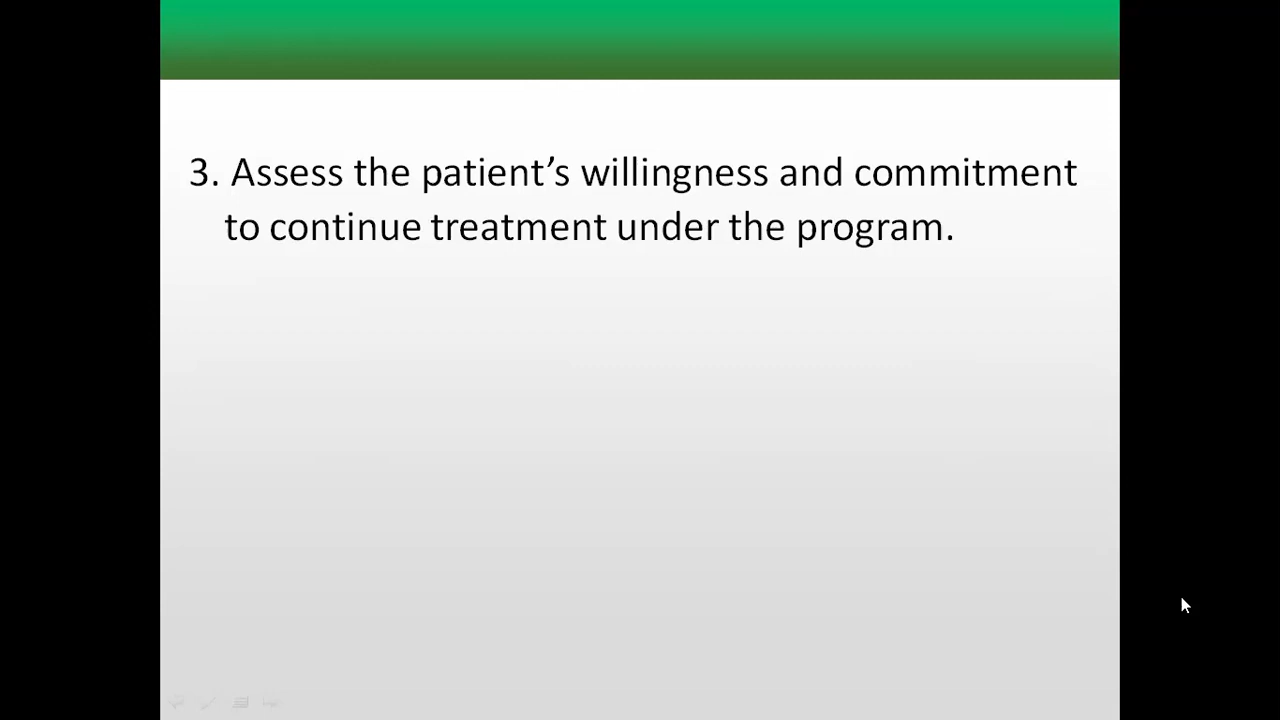 3. Assess the patient’s willingness and commitment
to continue treatment under the program.